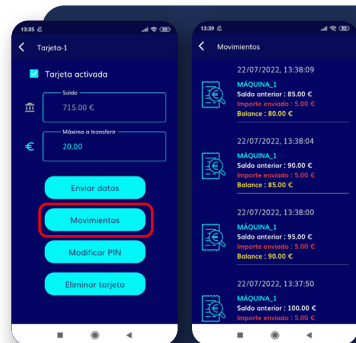 13:35
Tarjeta-1
Tarjeta activada
Saldo
715.00 €
Máximo a transferir
€
20.00
Enviar datos
Movimientos
Modificar PIN
Eliminar tarjeta
13:39
Movimientos
22/07/2022, 13:38:09
MÁQUINA_1
Saldo anterior : 85.00 €
Importe enviado : 5.00 €
Balance : 80.00 €
22/07/2022, 13:38:04
MÁQUINA_1
Saldo anterior : 90.00 €
Importe enviado : 5.00 €
Balance : 85.00 €
22/07/2022, 13:38:00
MÁQUINA_1
Saldo anterior : 95.00 €
Importe enviado : 5.00 €
Balance : 90.00 €
22/07/2022, 13:37:50
MÁQUINA_1
Saldo anterior : 100.00 €
Importe enviado : 5.00 €